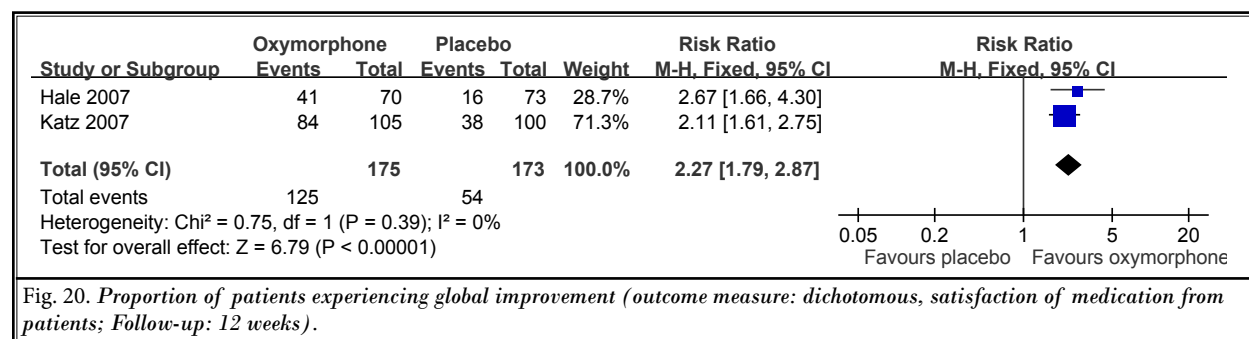 Oxymorphone Placebo Risk Ratio Risk Ratio
Study or Subgroup Events Total Events Total Weight M-H, Fixed, 95% CI M-H, Fixed, 95% CI
Hale 2007 41 70 16 73 28.7% 2.67 [1.66, 4.30]
Katz 2007 84 105 38 100 71.3% 2.11 [1.61, 2.75]
Total (95% CI) 175 173 100.0% 2.27 [1.79, 2.87]
Total events 125 54
Heterogeneity: Chi² = 0.75, df = 1 (P = 0.39); I² = 0%
Test for overall effect: Z = 6.79 (P < 0.00001)
0.05 0.2 1 5 20
Favours placebo Favours oxymorphone
Fig. 20. Proportion of patients experiencing global improvement (outcome measure: dichotomous, satisfaction of medication from
patients; Follow-up: 12 weeks).